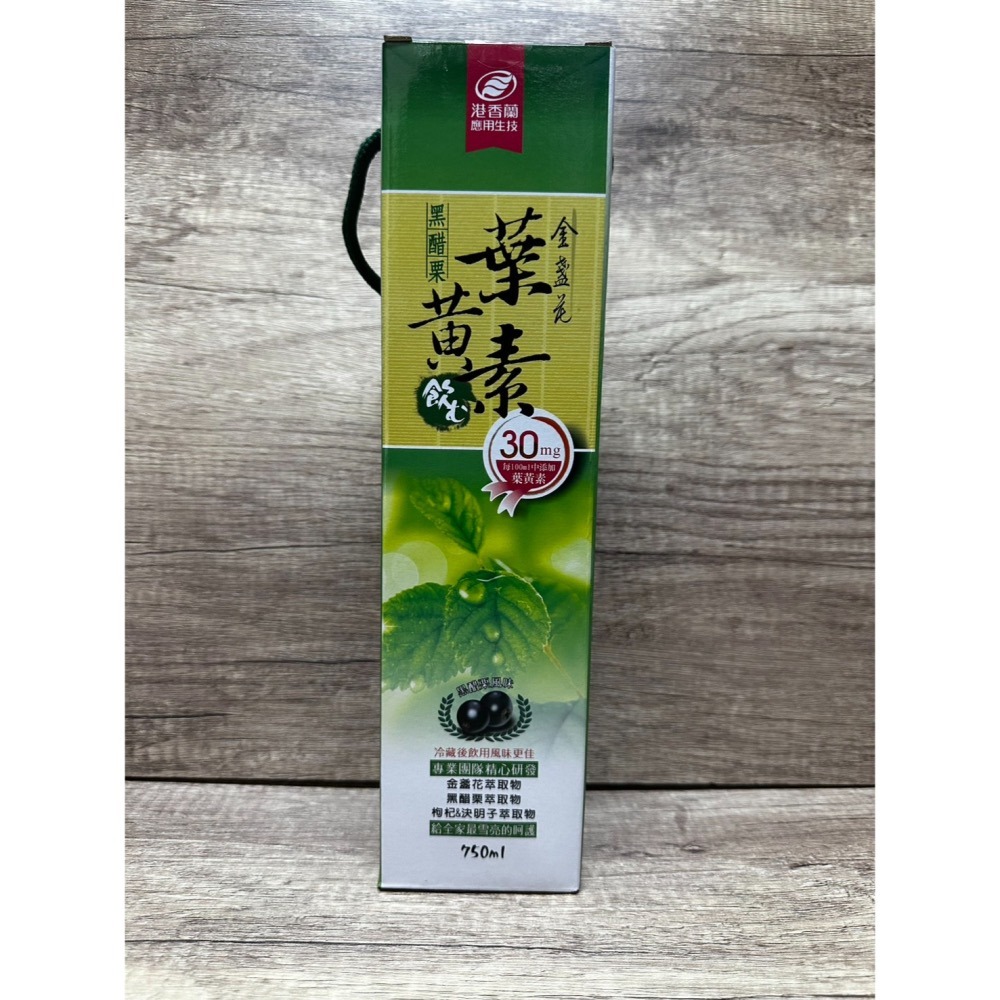 港香蘭
應用生技
金盞花
葉黃素
黑醋栗
飲む
30mg
每100ml中添加
葉黃素
黑醋栗風味
冷藏後飲用風味更佳
專業團隊精心研發
金盞花萃取物
黑醋栗萃取物
枸杞&決明子萃取物
給全家最雪亮的呵護
750ml